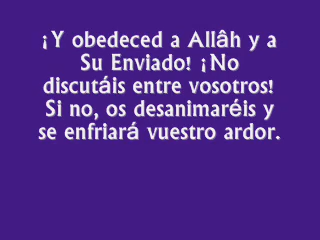 ¡Y obedeced a Allâh y a
Su Enviado! ¡No
discutáis entre vosotros!
Si no, os desanimaréis y
se enfriará vuestro ardor.